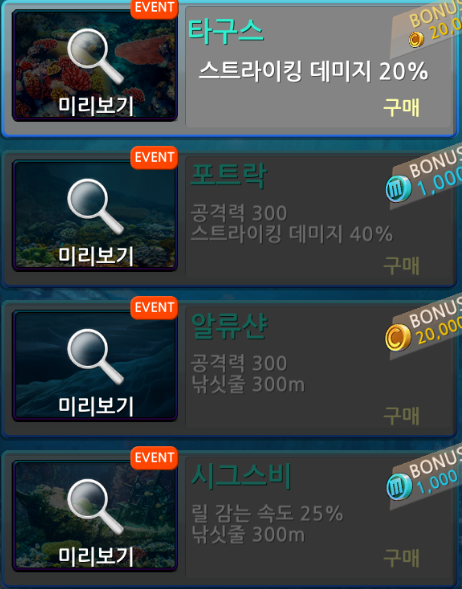 EVENT
미리보기
타구스
스트라이킹 데미지 20%
구매
BONUS
EVENT
미리보기
포트락
공격력 300
스트라이킹 데미지 40%
구매
BONUS
1,000
EVENT
미리보기
알류샨
공격력 300
낚싯줄 300m
구매
BONUS
20,000
EVENT
미리보기
시그스비
릴 감는 속도 25%
낚싯줄 300m
구매
BONUS
1,000